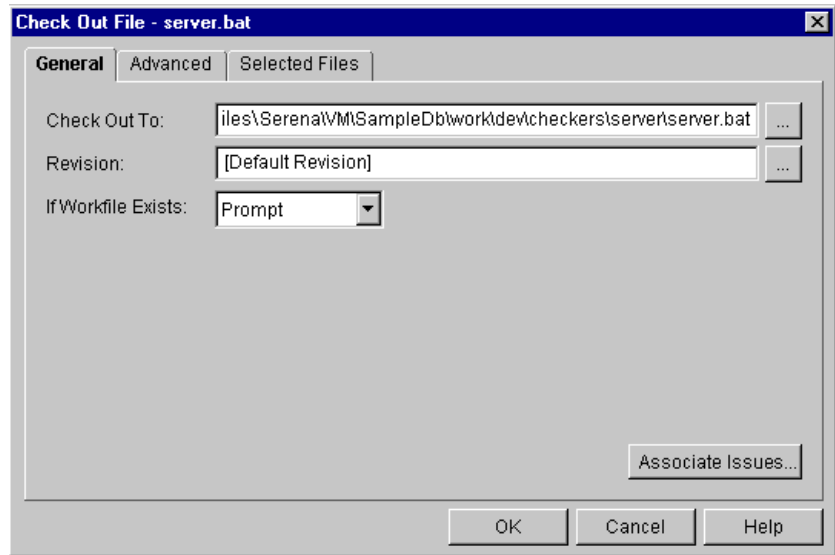 Check Out File - server.bat
General Advanced Selected Files
Check Out To: iles\Serena\VM\SampleDb\work\dev\checkers\server\server.bat ...
Revision: [Default Revision] ...
If Workfile Exists: Prompt
Associate Issues...
OK Cancel Help